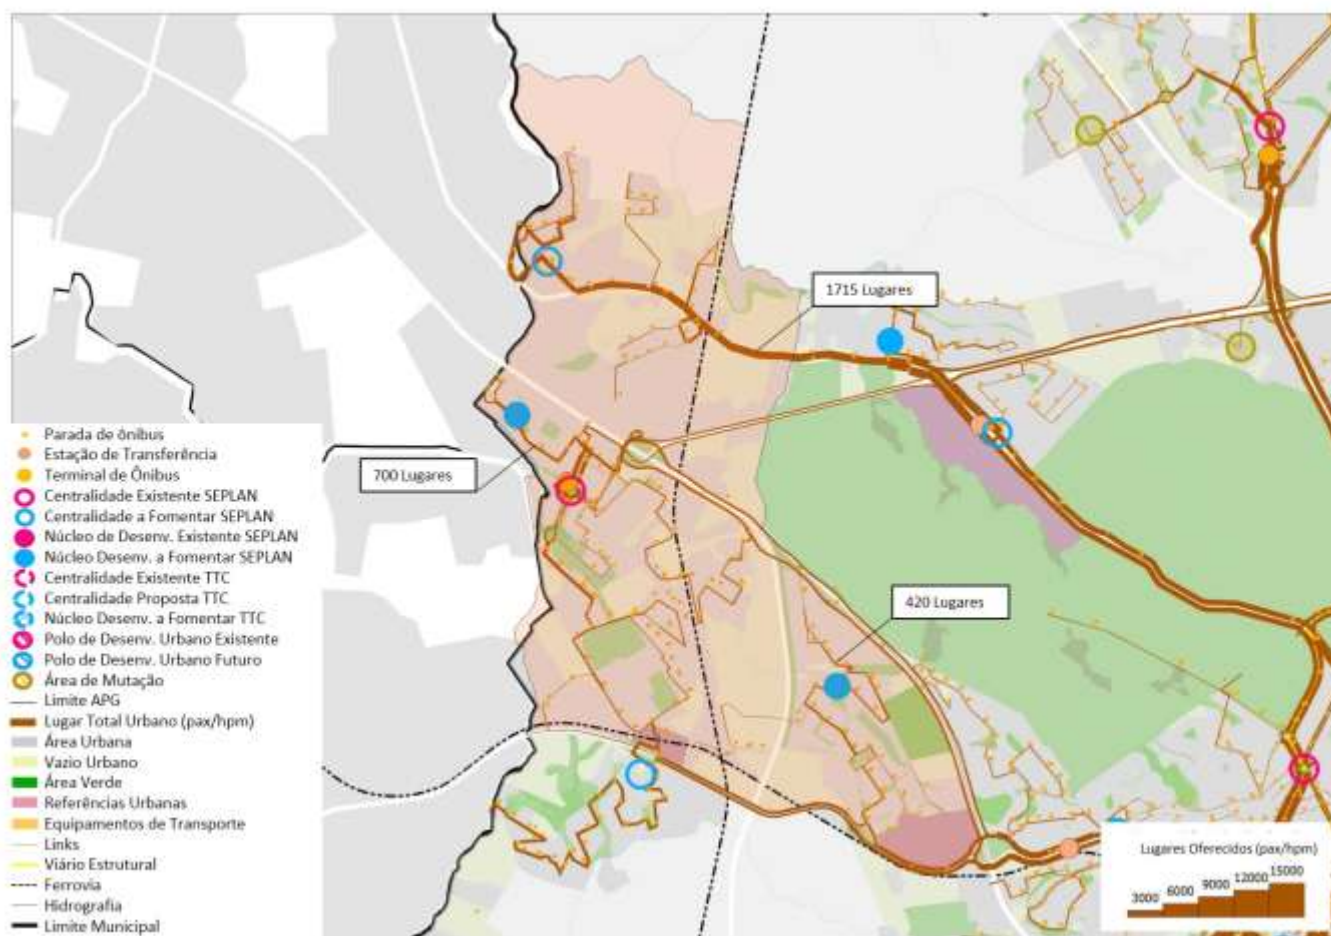 1715 Lugares
700 Lugares
420 Lugares
Parada de ônibus
Estação de Transferência
Terminal de Ônibus
Centralidade Existente SEPLAN
Centralidade a Fomentar SEPLAN
Núcleo de Desenv. Existente SEPLAN
Núcleo Desenv. a Fomentar SEPLAN
Centralidade Existente TTC
Centralidade Proposta TTC
Núcleo Desenv. a Fomentar TTC
Polo de Desenv. Urbano Existente
Polo de Desenv. Urbano Futuro
Área de Mutação
Limite APG
Lugar Total Urbano (pax/hpm)
Área Urbana
Vazio Urbano
Área Verde
Referências Urbanas
Equipamentos de Transporte
Links
Viário Estrutural
Ferrovia
Hidrografia
Limite Municipal
Lugares Oferecidos (pax/hpm)
3000 6000 9000 12000 15000